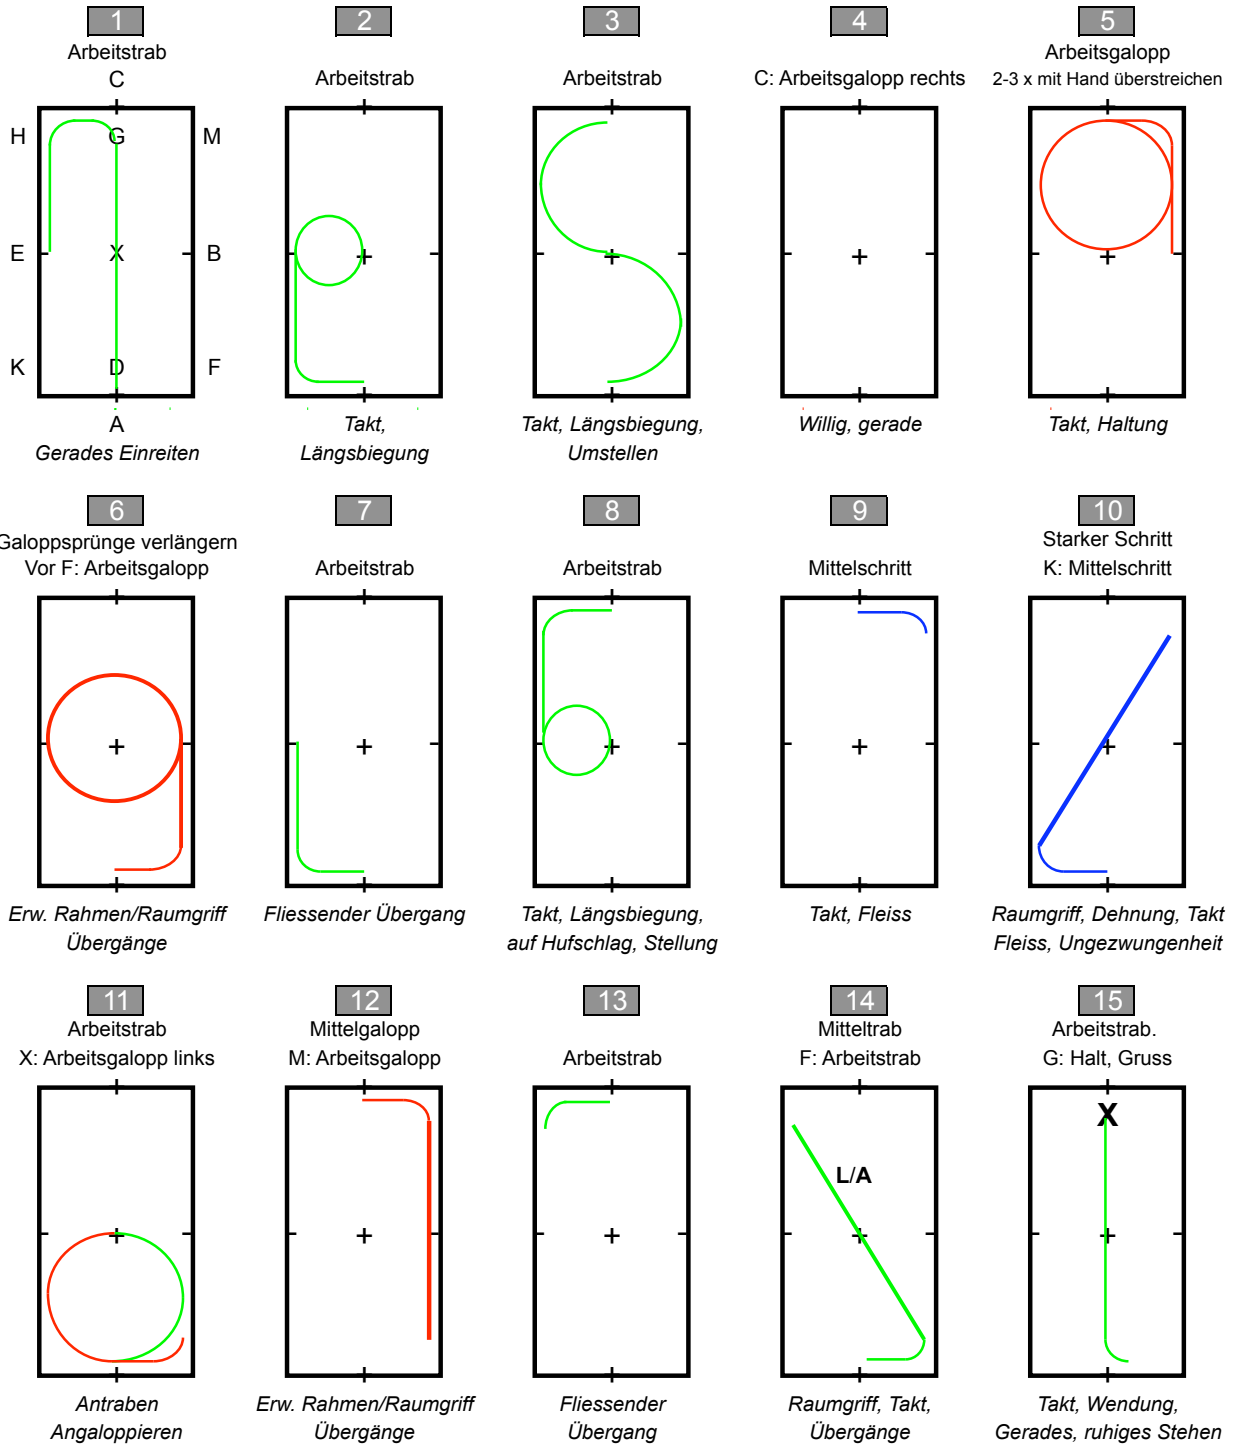 1
Arbeitstrab
C
H
G
M
E
X
B
K
D
F
A
Gerades Einreiten
2
Arbeitstrab
Takt,
Längsbiegung
3
Arbeitstrab
Takt, Längsbiegung,
Umstellen
4
C: Arbeitsgalopp rechts
Willig, gerade
5
Arbeitsgalopp
2-3 x mit Hand überstreichen
Takt, Haltung
6
Galoppsprünge verlängern
Vor F: Arbeitsgalopp
Erw. Rahmen/Raumgriff
Übergänge
7
Arbeitstrab
Fliessender Übergang
8
Arbeitstrab
Takt, Längsbiegung,
auf Hufschlag, Stellung
9
Mittelschritt
Takt, Fleiss
10
Starker Schritt
K: Mittelschritt
Raumgriff, Dehnung, Takt
Fleiss, Ungezwungenheit
11
Arbeitstrab
X: Arbeitsgalopp links
Antraben
Angaloppieren
12
Mittelgalopp
M: Arbeitsgalopp
Erw. Rahmen/Raumgriff
Übergänge
13
Arbeitstrab
Fliessender
Übergang
14
Mitteltrab
F: Arbeitstrab
L/A
Raumgriff, Takt,
Übergänge
15
Arbeitstrab.
G: Halt, Gruss
X
Takt, Wendung,
Gerades, ruhiges Stehen